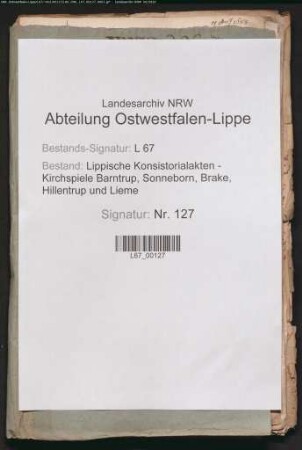 Landesarchiv NRW
Abteilung Ostwestfalen-Lippe
Bestands-Signatur: L 67
Bestand: Lippische Konsistorialakten -
Kirchspiele Barntrup, Sonneborn, Brake,
Hillentrup und Lieme
Signatur: Nr. 127
L67_00127